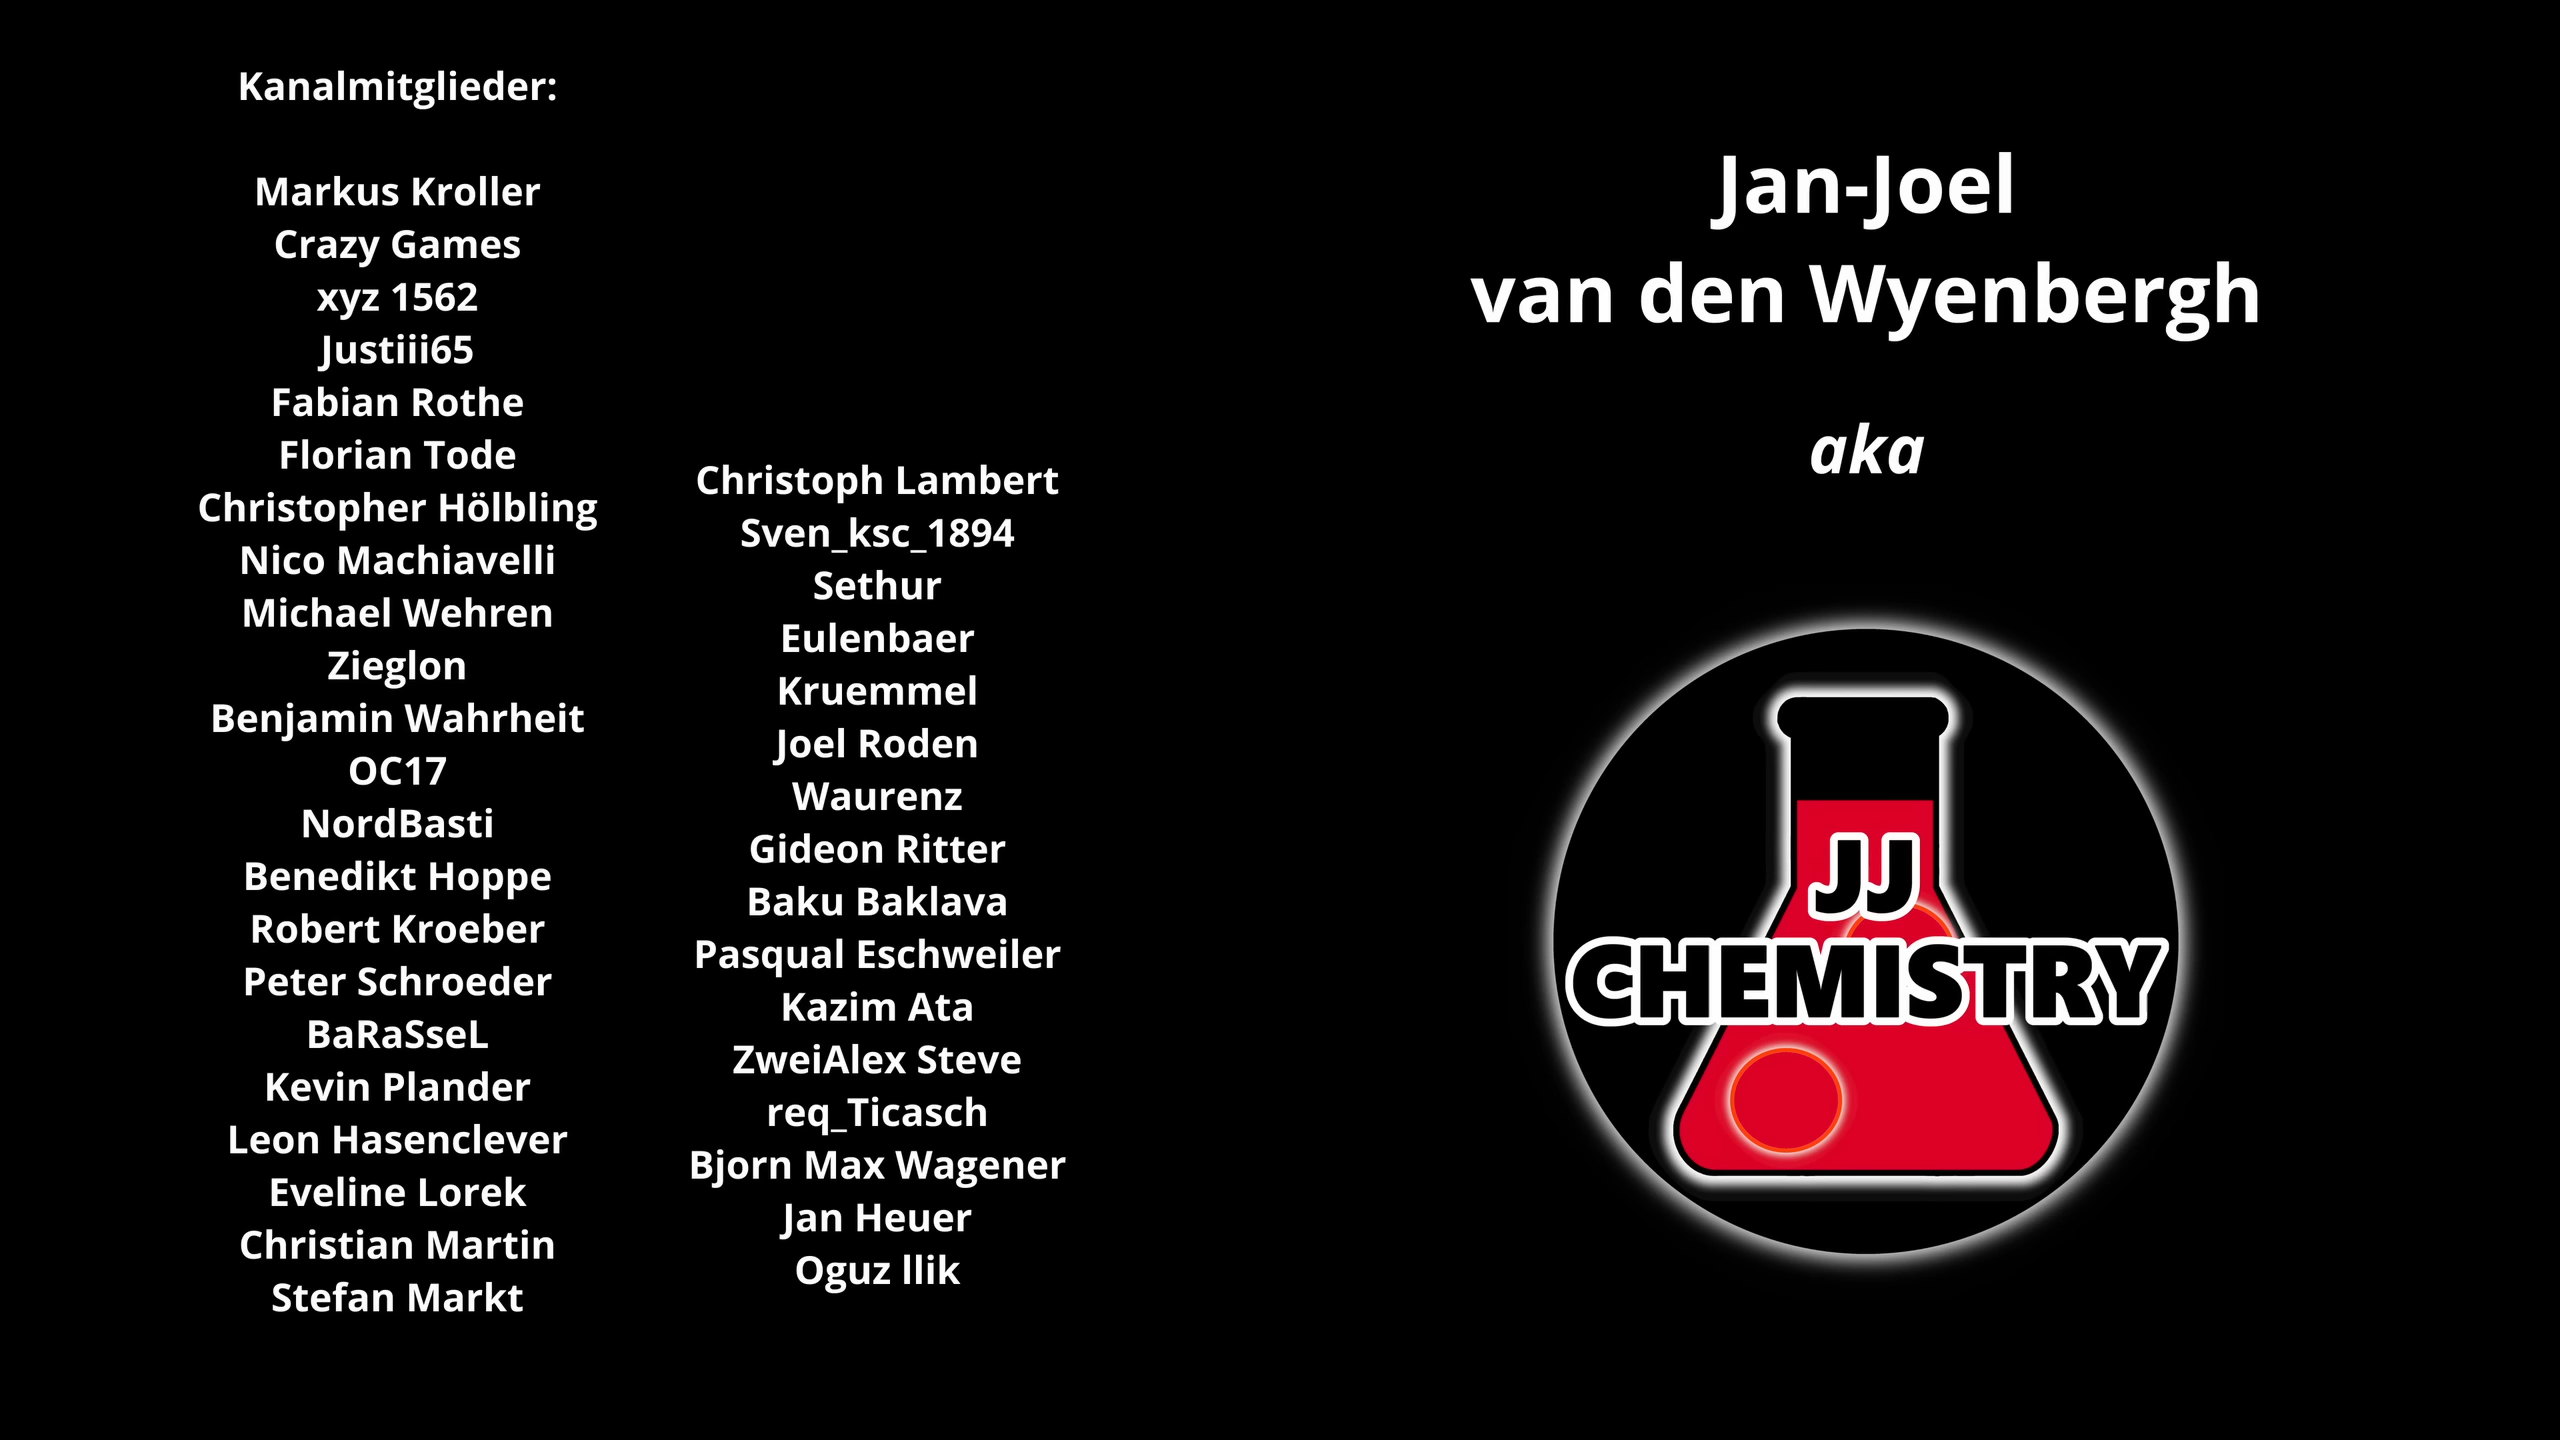 Kanalmitglieder:
Markus Kroller
Crazy Games
xyz 1562
Justiii65
Fabian Rothe
Florian Tode
Christopher Hölbling
Nico Machiavelli
Michael Wehren
Zieglon
Benjamin Wahrheit
OC17
NordBasti
Benedikt Hoppe
Robert Kroeber
Peter Schroeder
BaRaSseL
Kevin Plander
Leon Hasenclever
Eveline Lorek
Christian Martin
Stefan Markt
Christoph Lambert
Sven_ksc_1894
Sethur
Eulenbaer
Kruemmel
Joel Roden
Waurenz
Gideon Ritter
Baku Baklava
Pasqual Eschweiler
Kazim Ata
ZweiAlex Steve
req_Ticasch
Bjorn Max Wagener
Jan Heuer
Oguz llik
Jan-Joel
van den Wyenbergh
aka
JJ
CHEMISTRY